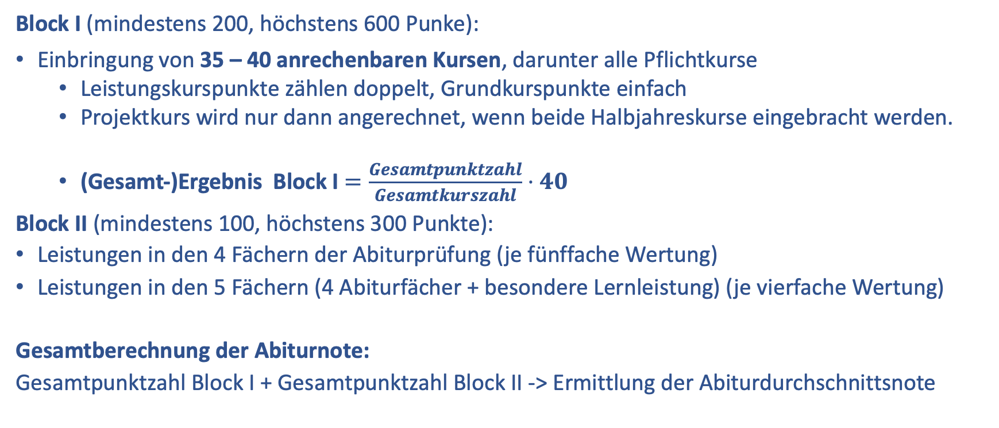 Block I (mindestens 200, höchstens 600 Punke):
• Einbringung von 35 – 40 anrechenbaren Kursen, darunter alle Pflichtkurse
• Leistungskurspunkte zählen doppelt, Grundkurspunkte einfach
• Projektkurs wird nur dann angerechnet, wenn beide Halbjahreskurse eingebracht werden.
• (Gesamt-)Ergebnis Block I = Gesamtpunktzahl / Gesamtkurszahl · 40
Block II (mindestens 100, höchstens 300 Punkte):
• Leistungen in den 4 Fächern der Abiturprüfung (je fünffache Wertung)
• Leistungen in den 5 Fächern (4 Abiturfächer + besondere Lernleistung) (je vierfache Wertung)
Gesamtberechnung der Abiturnote:
Gesamtpunktzahl Block I + Gesamtpunktzahl Block II -> Ermittlung der Abiturdurchschnittsnote